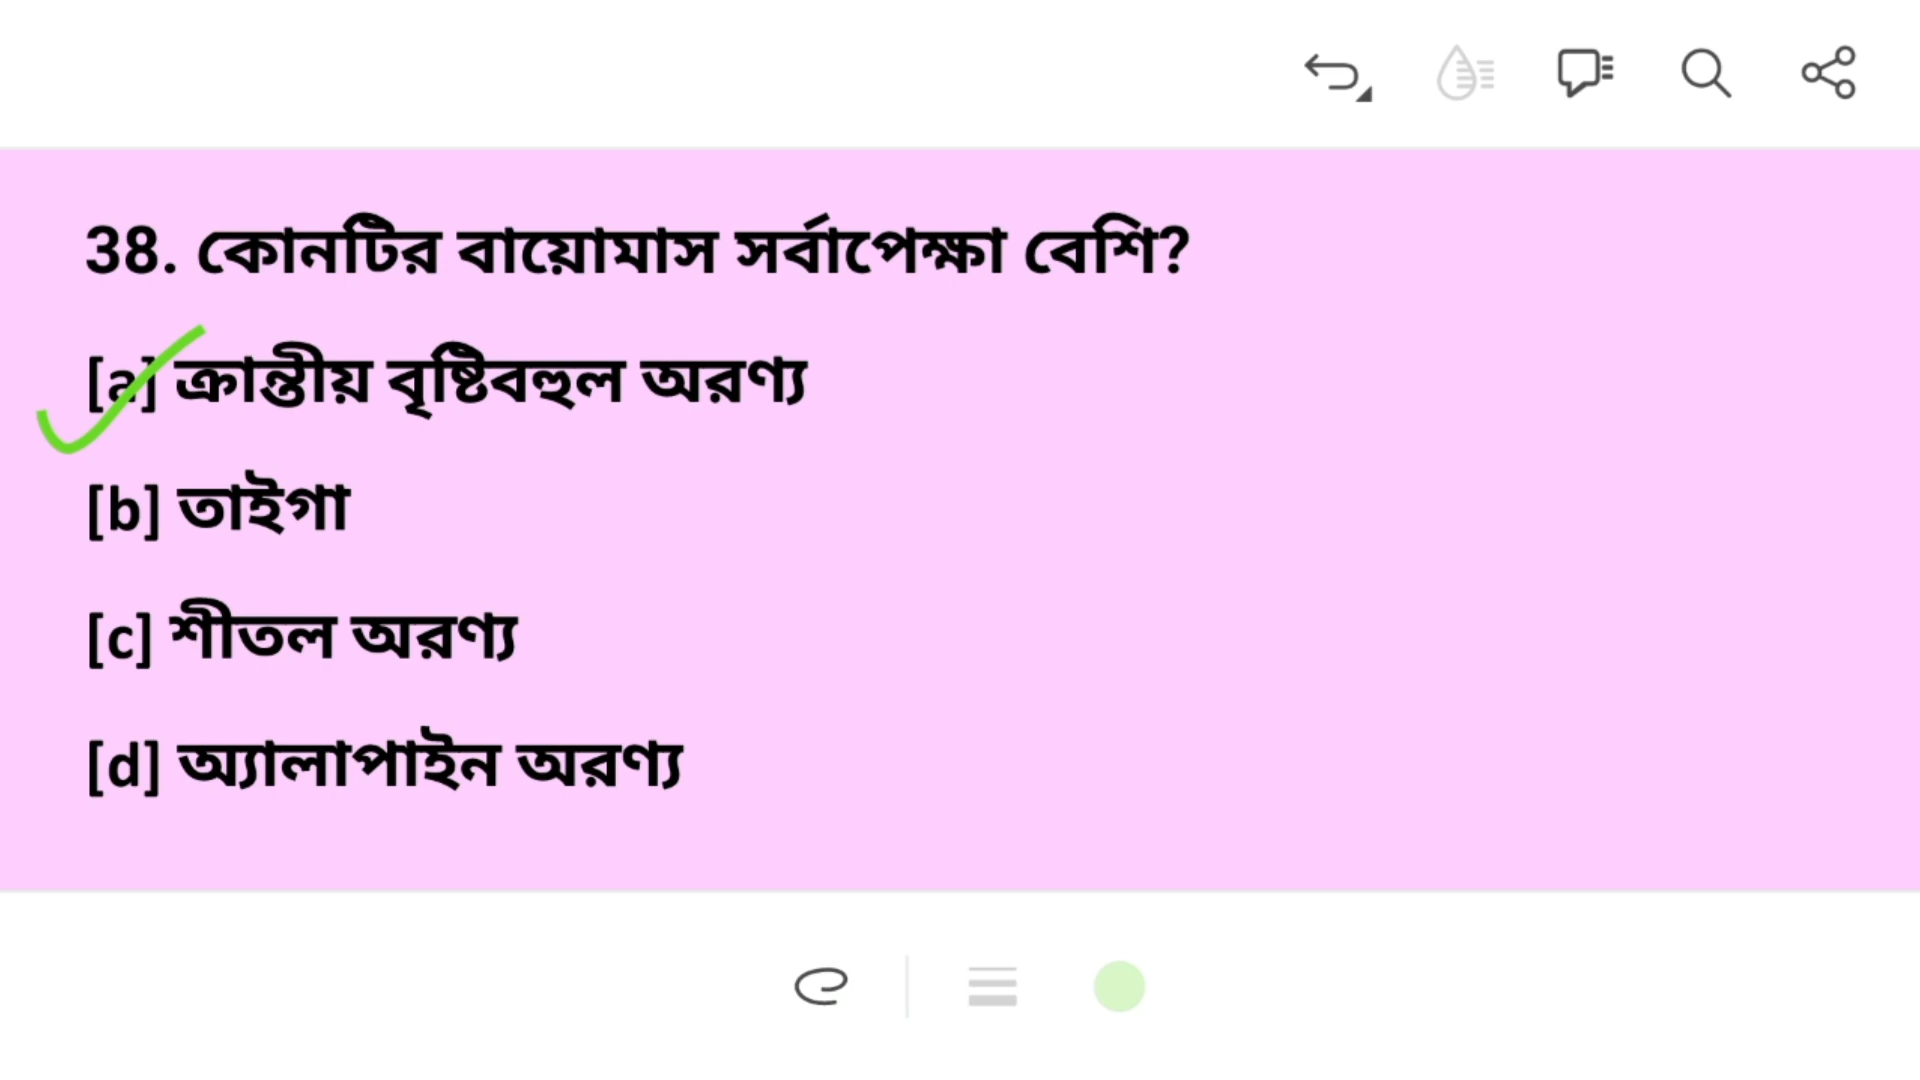 38. কোনটির বায়োমাস সর্বাপেক্ষা বেশি?
[a] ক্রান্তীয় বৃষ্টিবহুল অরণ্য
[b] তাইগা
[c] শীতল অরণ্য
[d] অ্যালাপাইন অরণ্য